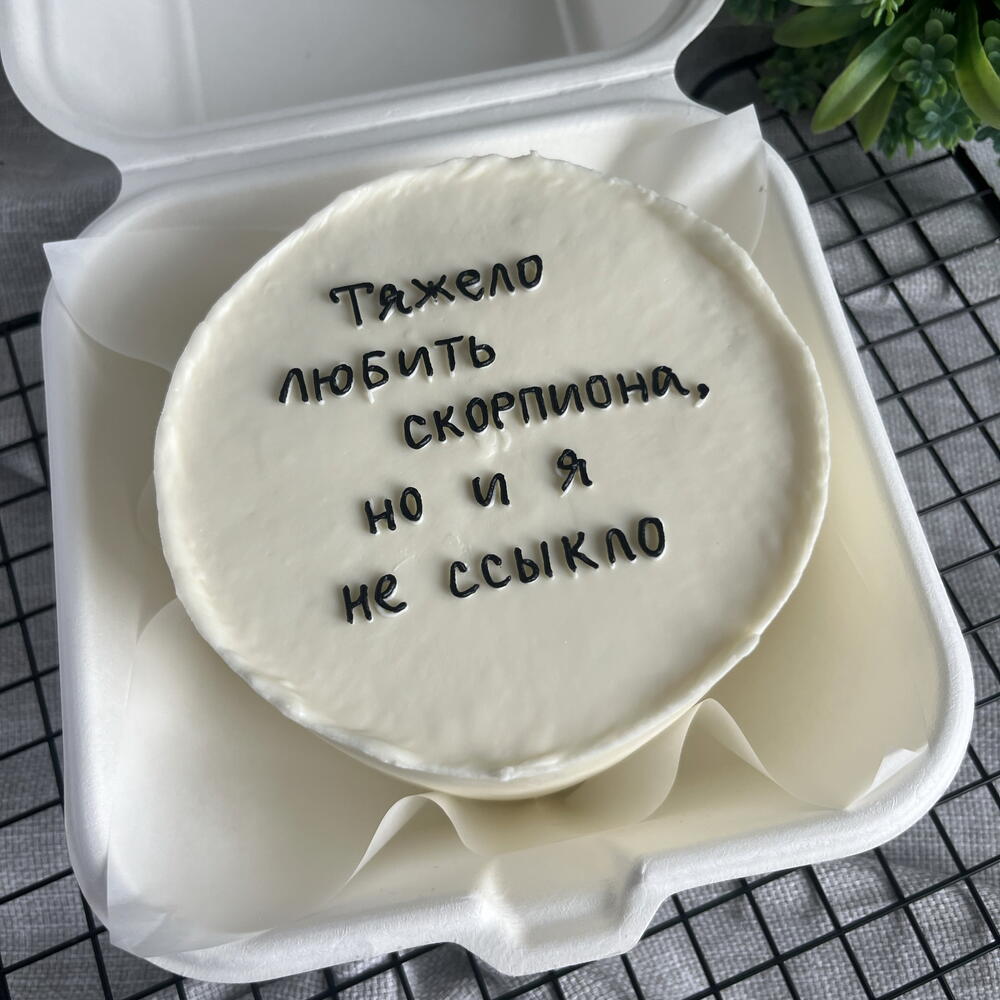 Тяжело
любить
скорпиона,
но и я
не ссыкло